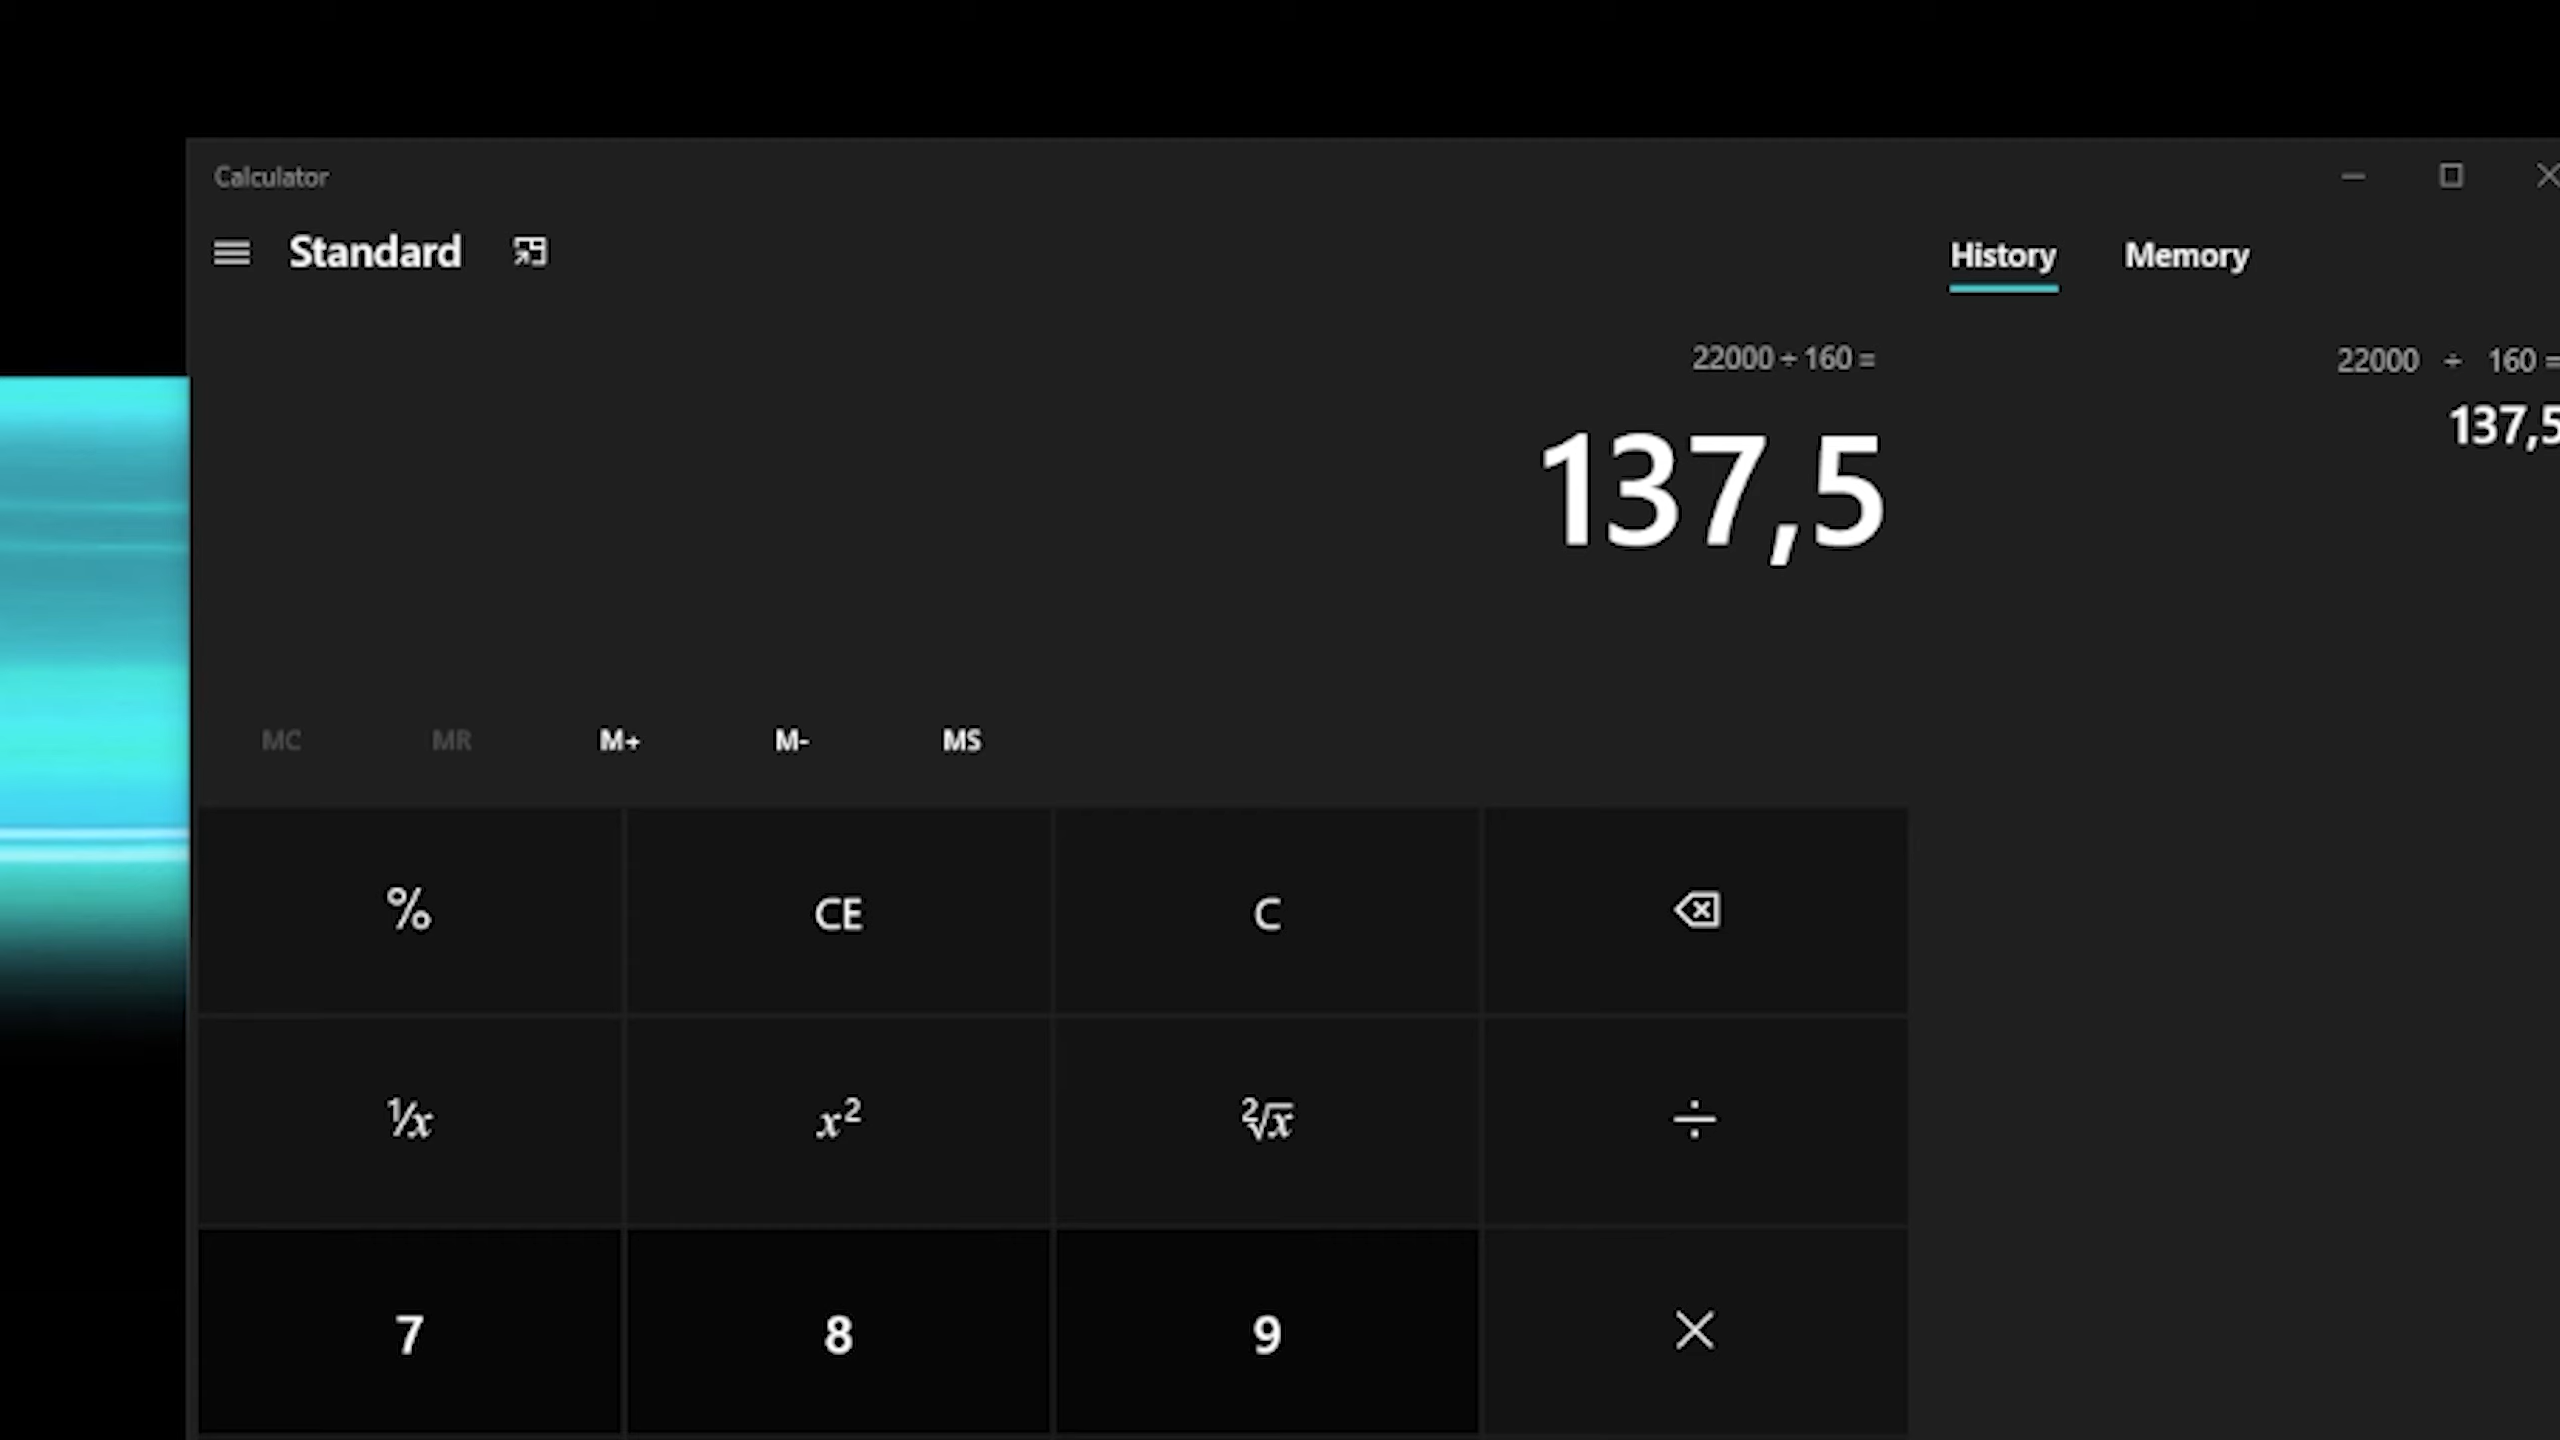 Calculator
Standard
History Memory
22000 ÷ 160 =
137,5
22000 ÷ 160 =
137,5
MC MR M+ M- MS
% CE C
⅟x x² ²√x ÷
7 8 9 ×